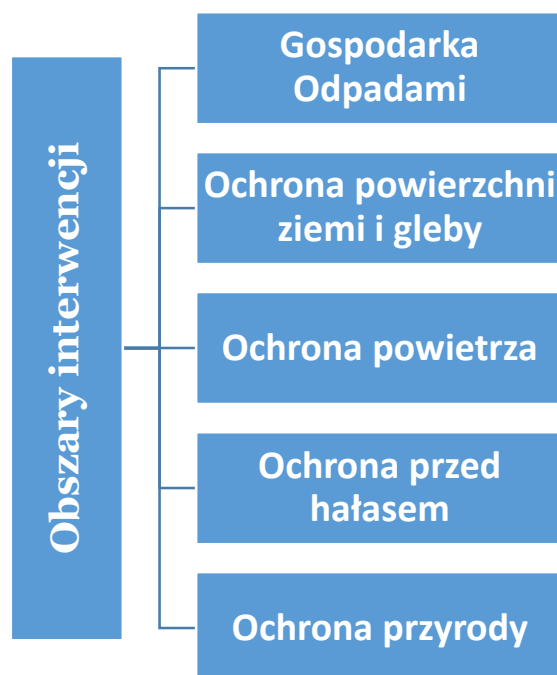 Obszary interwencji
Gospodarka
Odpadami
Ochrona powierzchni
ziemi i gleby
Ochrona powietrza
Ochrona przed
hałasem
Ochrona przyrody